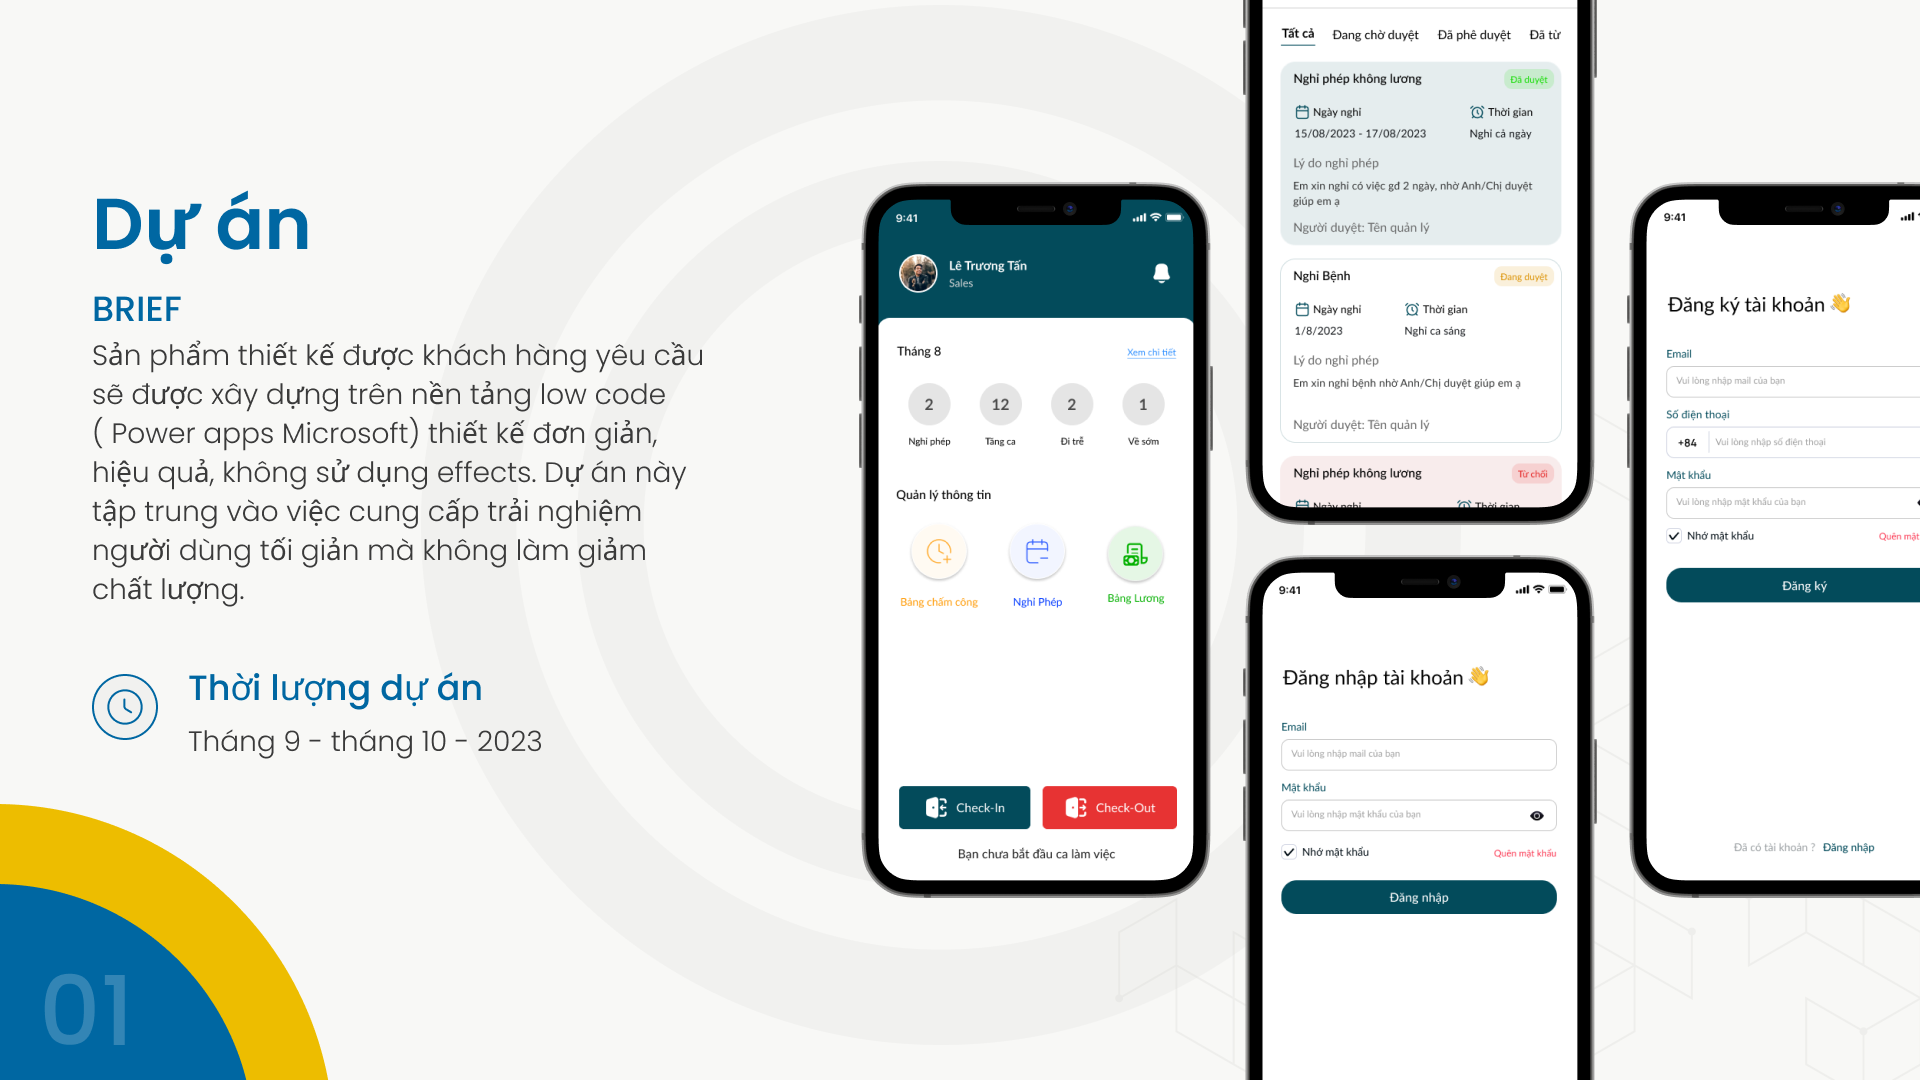 Dự án
BRIEF
Sản phẩm thiết kế được khách hàng yêu cầu
sẽ được xây dựng trên nền tảng low code
( Power apps Microsoft) thiết kế đơn giản,
hiệu quả, không sử dụng effects. Dự án này
tập trung vào việc cung cấp trải nghiệm
người dùng tối giản mà không làm giảm
chất lượng.
Thời lượng dự án
Tháng 9 - tháng 10 - 2023
01
9:41
Lê Trương Tấn
Sales
Tháng 8
Xem chi tiết
2 12 2 1
Nghỉ phép Tăng ca Đi trễ Về sớm
Quản lý thông tin
Bảng chấm công Nghỉ Phép Bảng Lương
Check-In Check-Out
Bạn chưa bắt đầu ca làm việc
Tất cả Đang chờ duyệt Đã phê duyệt Đã từ
Nghỉ phép không lương Đã duyệt
Ngày nghỉ Thời gian
15/08/2023 - 17/08/2023 Nghỉ cả ngày
Lý do nghỉ phép
Em xin nghỉ có việc gđ 2 ngày, nhờ Anh/Chị duyệt
giúp em ạ
Người duyệt: Tên quản lý
Nghỉ Bệnh Đang duyệt
Ngày nghỉ Thời gian
1/8/2023 Nghỉ ca sáng
Lý do nghỉ phép
Em xin nghỉ bệnh nhờ Anh/Chị duyệt giúp em ạ
Người duyệt: Tên quản lý
Nghỉ phép không lương Từ chối
Ngày nghỉ Thời gian
9:41
Đăng nhập tài khoản 👋
Email
Vui lòng nhập mail của bạn
Mật khẩu
Vui lòng nhập mật khẩu của bạn
Nhớ mật khẩu Quên mật khẩu
Đăng nhập
9:41
Đăng ký tài khoản 👋
Email
Vui lòng nhập mail của bạn
Số điện thoại
+84 Vui lòng nhập số điện thoại
Mật khẩu
Vui lòng nhập mật khẩu của bạn
Nhớ mật khẩu Quên mật
Đăng ký
Đã có tài khoản ? Đăng nhập